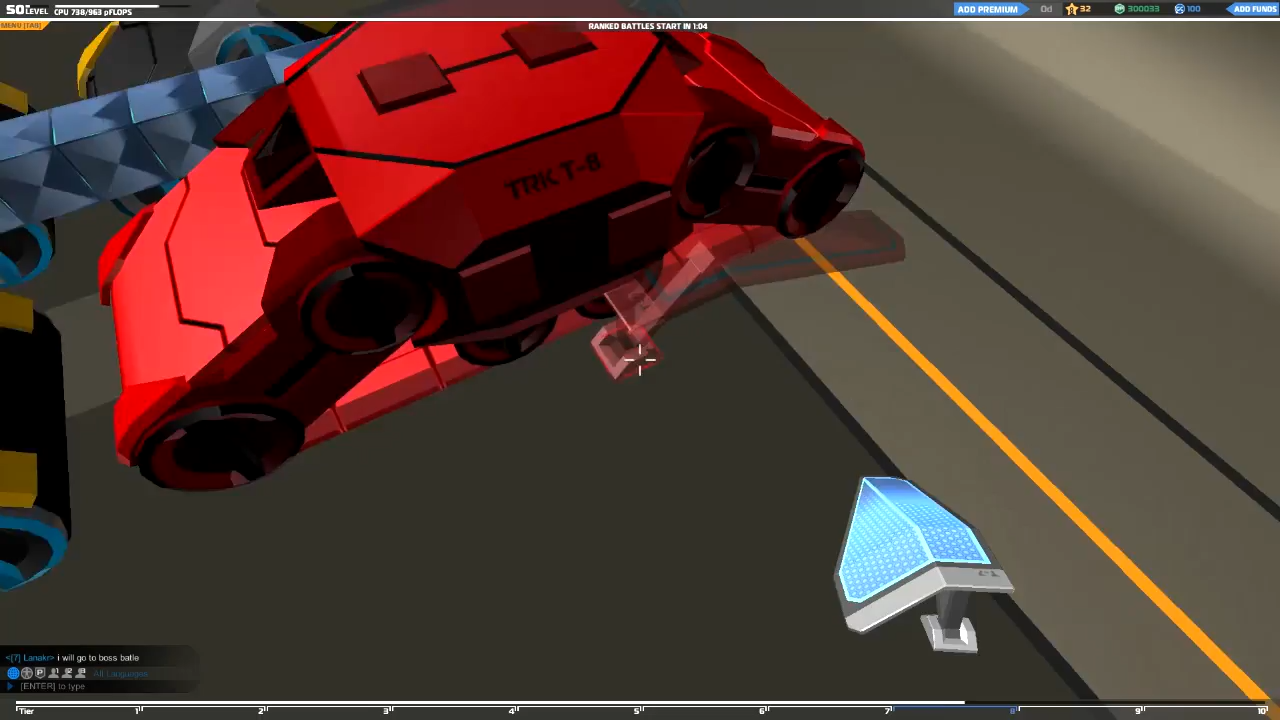 50 LEVEL CPU 738/963 pFLOPS
ADD PREMIUM 0d 32 300033 100 ADD FUNDS
MENU [TAB]
RANKED BATTLES START IN 1:04
TRK T-8
<[7] Lanakr> i will go to boss batle
P All Languages
[ENTER] to type
Tier 1 2 3 4 5 6 7 8 9 10